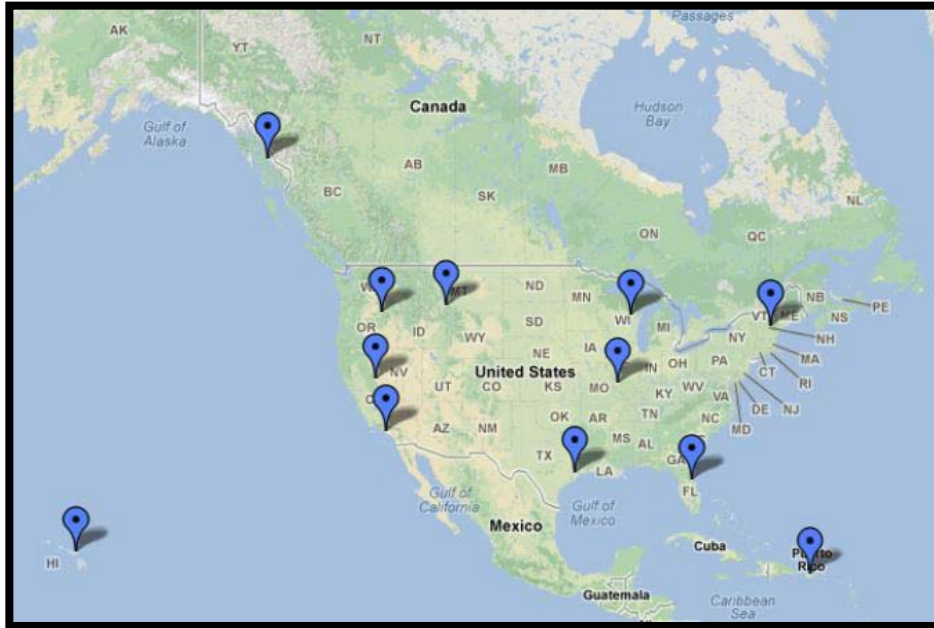 Passages
AK
YT
NT
Canada
Hudson
Bay
Gulf of
Alaska
AB
MB
BC
SK
NL
ON
QC
NB
PE
MT
ND
MN
VT
ME
NS
OR
ID
SD
WI
MI
NY
NH
WY
IA
MA
NE
IN
OH
PA
CT
RI
NV
United States
UT
CO
KS
MO
KY
WV
VA
DE
NJ
MD
OK
AR
TN
NC
AZ
NM
MS
AL
TX
LA
GA
FL
Gulf of
California
Gulf of
Mexico
Mexico
Cuba
Puerto
Rico
HI
Guatemala
Caribbean
Sea